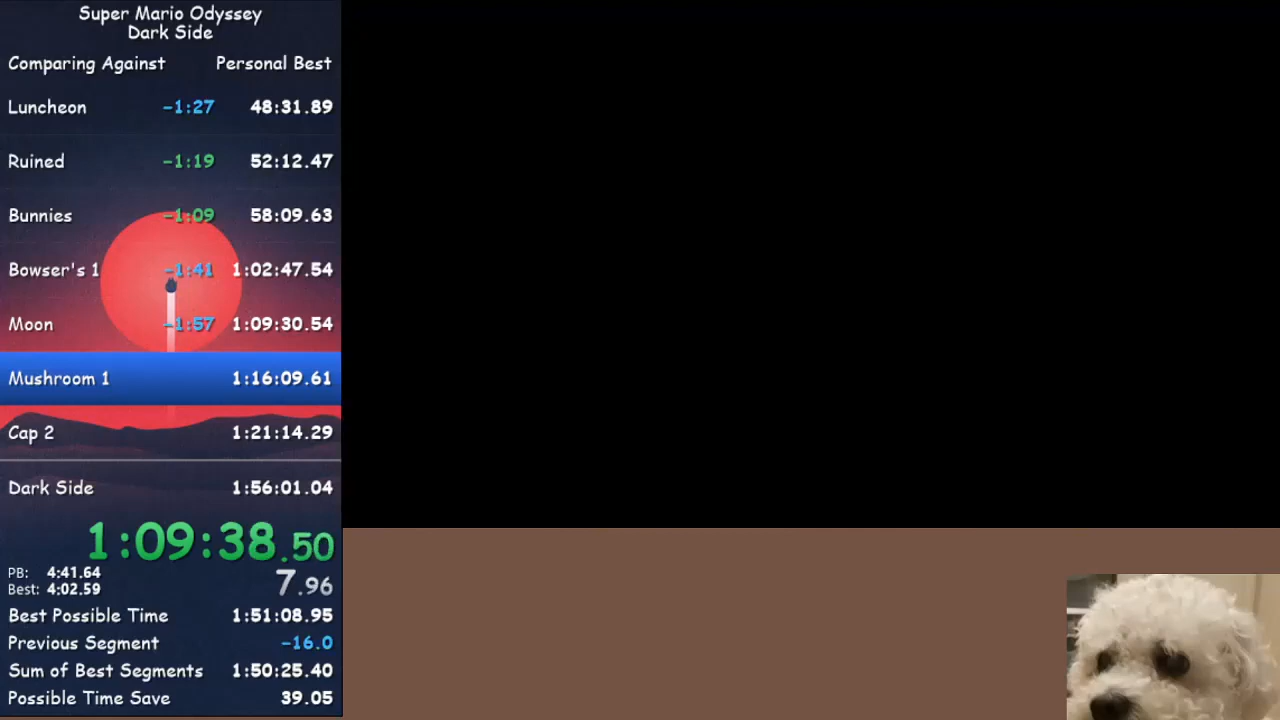 Super Mario Odyssey
Dark Side
Comparing Against Personal Best
Luncheon -1:27 48:31.89
Ruined -1:19 52:12.47
Bunnies -1:09 58:09.63
Bowser's 1 -1:41 1:02:47.54
Moon -1:57 1:09:30.54
Mushroom 1 1:16:09.61
Cap 2 1:21:14.29
Dark Side 1:56:01.04
1:09:38.50
PB: 4:41.64
Best: 4:02.59
7.96
Best Possible Time 1:51:08.95
Previous Segment -16.0
Sum of Best Segments 1:50:25.40
Possible Time Save 39.05